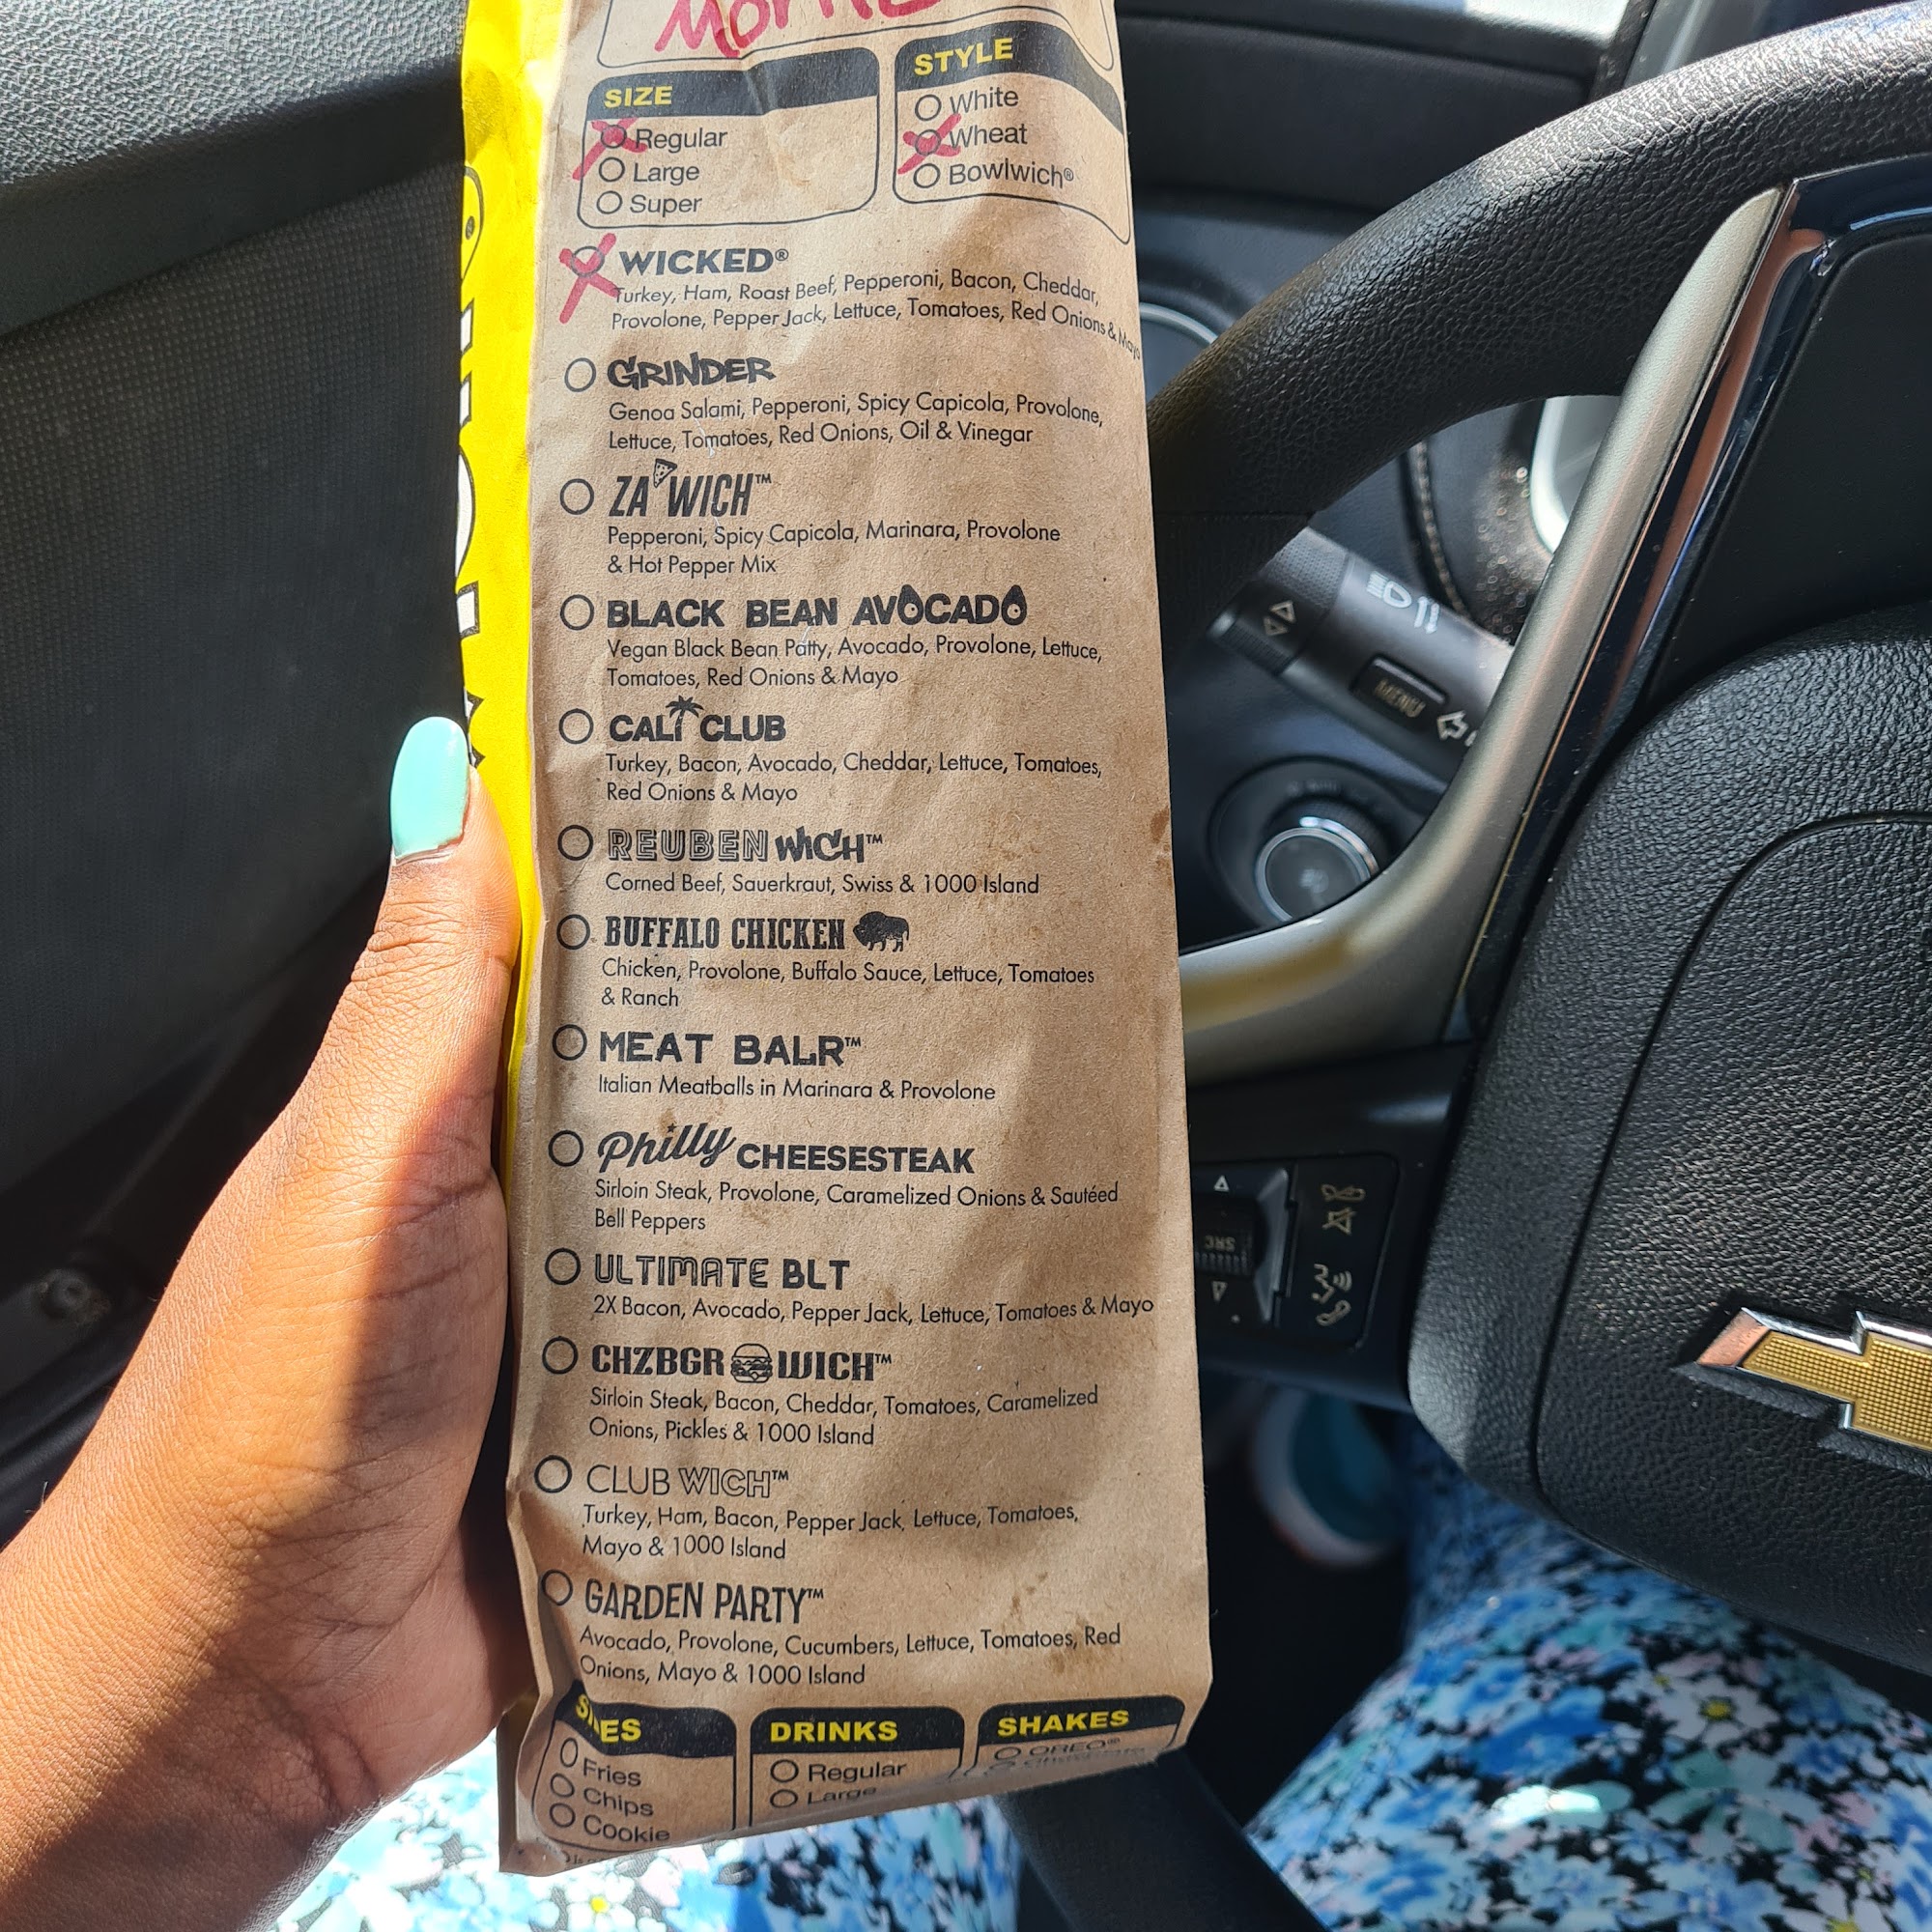 SIZE
Regular
Large
Super
STYLE
White
Wheat
Bowlwich®
WICKED®
Turkey, Ham, Roast Beef, Pepperoni, Bacon, Cheddar,
Provolone, Pepper Jack, Lettuce, Tomatoes, Red Onions & Mayo
GRINDER
Genoa Salami, Pepperoni, Spicy Capicola, Provolone,
Lettuce, Tomatoes, Red Onions, Oil & Vinegar
ZA WICH™
Pepperoni, Spicy Capicola, Marinara, Provolone
& Hot Pepper Mix
BLACK BEAN AVOCADO
Vegan Black Bean Patty, Avocado, Provolone, Lettuce,
Tomatoes, Red Onions & Mayo
CALI CLUB
Turkey, Bacon, Avocado, Cheddar, Lettuce, Tomatoes,
Red Onions & Mayo
REUBEN WICH™
Corned Beef, Sauerkraut, Swiss & 1000 Island
BUFFALO CHICKEN
Chicken, Provolone, Buffalo Sauce, Lettuce, Tomatoes
& Ranch
MEAT BALR™
Italian Meatballs in Marinara & Provolone
Philly CHEESESTEAK
Sirloin Steak, Provolone, Caramelized Onions & Sautéed
Bell Peppers
ULTIMATE BLT
2X Bacon, Avocado, Pepper Jack, Lettuce, Tomatoes & Mayo
CHZBGR WICH™
Sirloin Steak, Bacon, Cheddar, Tomatoes, Caramelized
Onions, Pickles & 1000 Island
CLUB WICH™
Turkey, Ham, Bacon, Pepper Jack, Lettuce, Tomatoes,
Mayo & 1000 Island
GARDEN PARTY™
Avocado, Provolone, Cucumbers, Lettuce, Tomatoes, Red
Onions, Mayo & 1000 Island
SIDES
Fries
Chips
Cookie
DRINKS
Regular
Large
SHAKES
OREO®
MENU
SRC